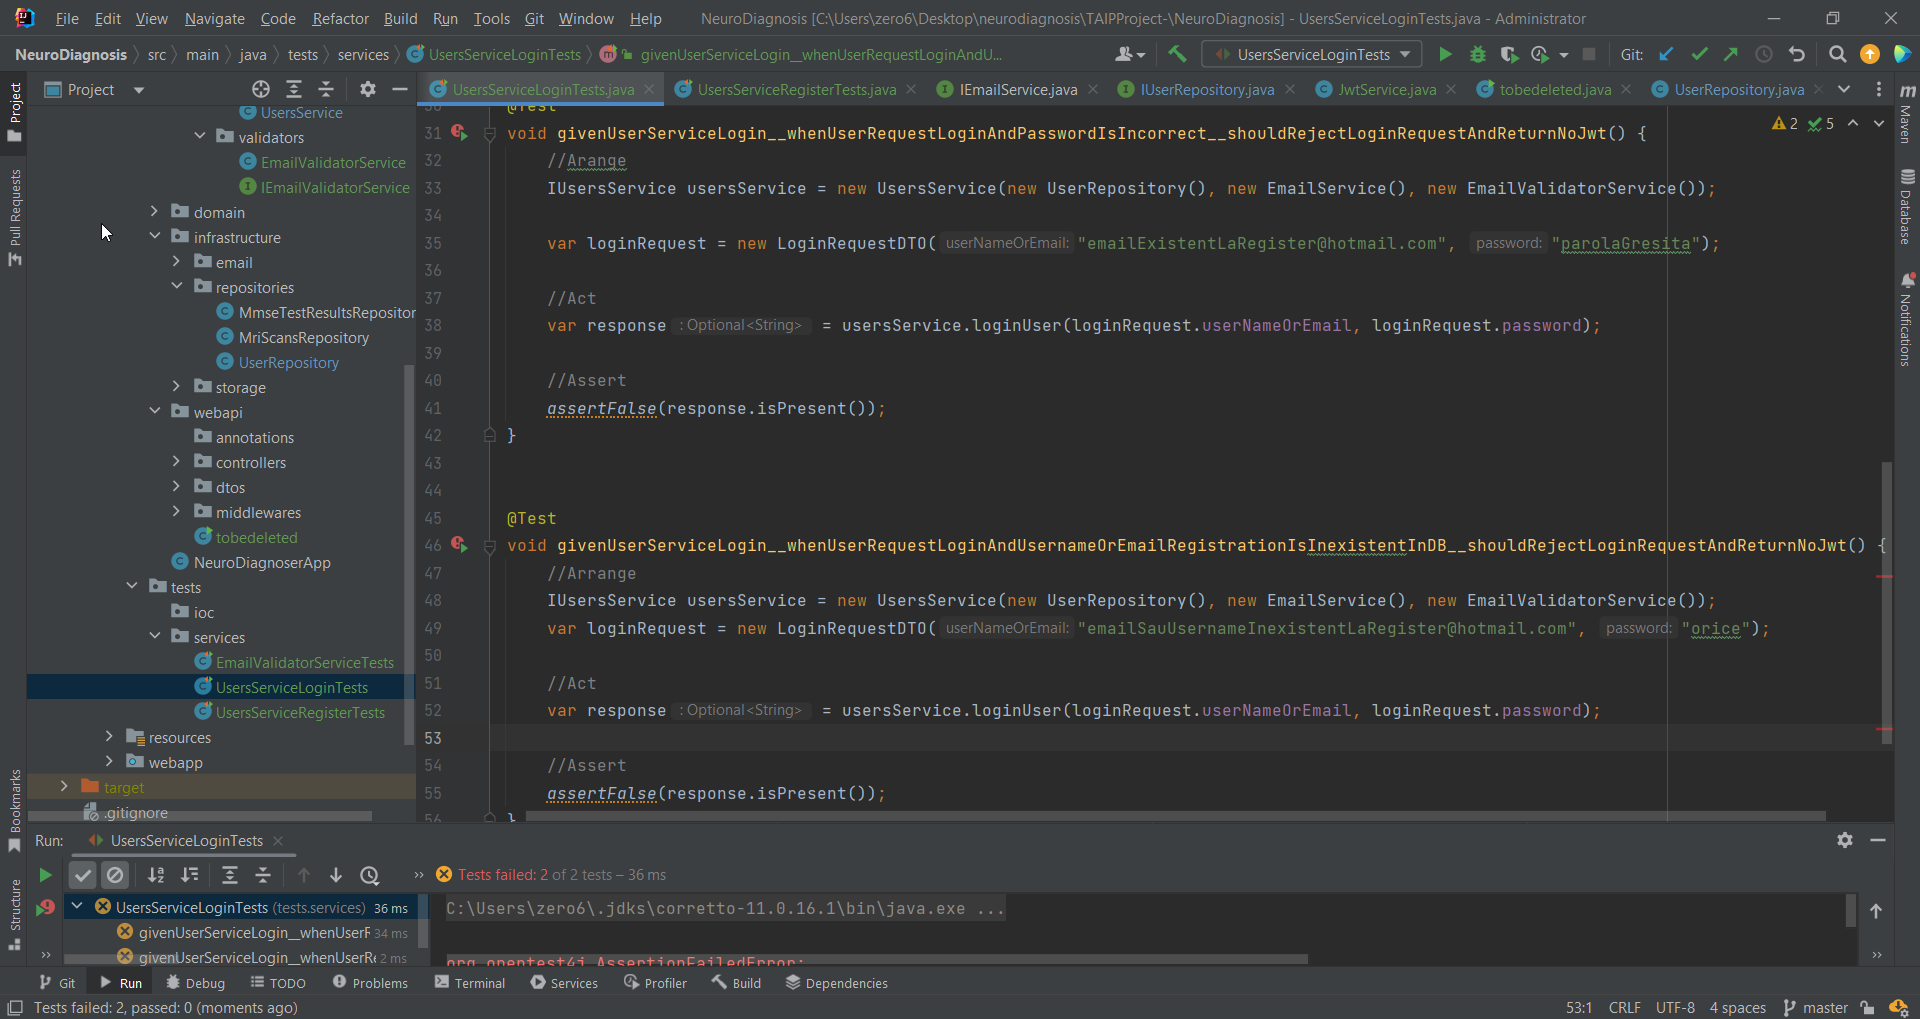 File Edit View Navigate Code Refactor Build Run Tools Git Window Help NeuroDiagnosis [C:\Users\zero6\Desktop\neurodiagnosis\TAIPProject-\NeuroDiagnosis] - UsersServiceLoginTests.java - Administrator
NeuroDiagnosis src main java tests services UsersServiceLoginTests givenUserServiceLogin__whenUserRequestLoginAndU... UsersServiceLoginTests Git:
Project
UsersServiceLoginTests.java UsersServiceRegisterTests.java IEmailService.java IUserRepository.java JwtService.java tobedeleted.java UserRepository.java
Project
Pull Requests
Bookmarks
Structure
UsersService
validators
EmailValidatorService
IEmailValidatorService
domain
infrastructure
email
repositories
MmseTestResultsRepositor
MriScansRepository
UserRepository
storage
webapi
annotations
controllers
dtos
middlewares
tobedeleted
NeuroDiagnoserApp
tests
ioc
services
EmailValidatorServiceTests
UsersServiceLoginTests
UsersServiceRegisterTests
resources
webapp
target
.gitignore
30 @Test
31 void givenUserServiceLogin__whenUserRequestLoginAndPasswordIsIncorrect__shouldRejectLoginRequestAndReturnNoJwt() {
32 //Arange
33 IUsersService usersService = new UsersService(new UserRepository(), new EmailService(), new EmailValidatorService());
34
35 var loginRequest = new LoginRequestDTO( userNameOrEmail: "emailExistentLaRegister@hotmail.com", password: "parolaGresita");
36
37 //Act
38 var response : Optional<String> = usersService.loginUser(loginRequest.userNameOrEmail, loginRequest.password);
39
40 //Assert
41 assertFalse(response.isPresent());
42 }
43
44
45 @Test
46 void givenUserServiceLogin__whenUserRequestLoginAndUsernameOrEmailRegistrationIsInexistentInDB__shouldRejectLoginRequestAndReturnNoJwt() {
47 //Arrange
48 IUsersService usersService = new UsersService(new UserRepository(), new EmailService(), new EmailValidatorService());
49 var loginRequest = new LoginRequestDTO( userNameOrEmail: "emailSauUsernameInexistentLaRegister@hotmail.com", password: "orice");
50
51 //Act
52 var response : Optional<String> = usersService.loginUser(loginRequest.userNameOrEmail, loginRequest.password);
53
54 //Assert
55 assertFalse(response.isPresent());
56 }
2 5
Maven
Database
Notifications
Run: UsersServiceLoginTests
Tests failed: 2 of 2 tests – 36 ms
UsersServiceLoginTests (tests.services) 36 ms
givenUserServiceLogin__whenUserF 34 ms
givenUserServiceLogin__whenUserRe 2 ms
C:\Users\zero6\.jdks\corretto-11.0.16.1\bin\java.exe ...
org.opentest4j.AssertionFailedError:
Git Run Debug TODO Problems Terminal Services Profiler Build Dependencies
Tests failed: 2, passed: 0 (moments ago) 53:1 CRLF UTF-8 4 spaces master